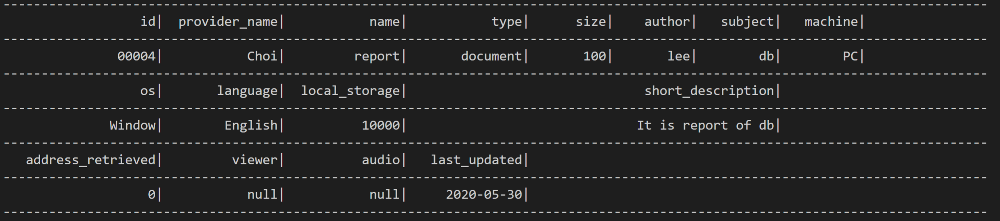 --------------------------------------------------------------------------------------------------------------------------------
id| provider_name| name| type| size| author| subject| machine|
--------------------------------------------------------------------------------------------------------------------------------
00004| Choi| report| document| 100| lee| db| PC|
--------------------------------------------------------------------------------------------------------------------------------
os| language| local_storage| short_description|
--------------------------------------------------------------------------------------------------------------------------------
Window| English| 10000| It is report of db|
--------------------------------------------------------------------------------------------------------------------------------
address_retrieved| viewer| audio| last_updated|
--------------------------------------------------------------------------------------------------------------------------------
0| null| null| 2020-05-30|
--------------------------------------------------------------------------------------------------------------------------------